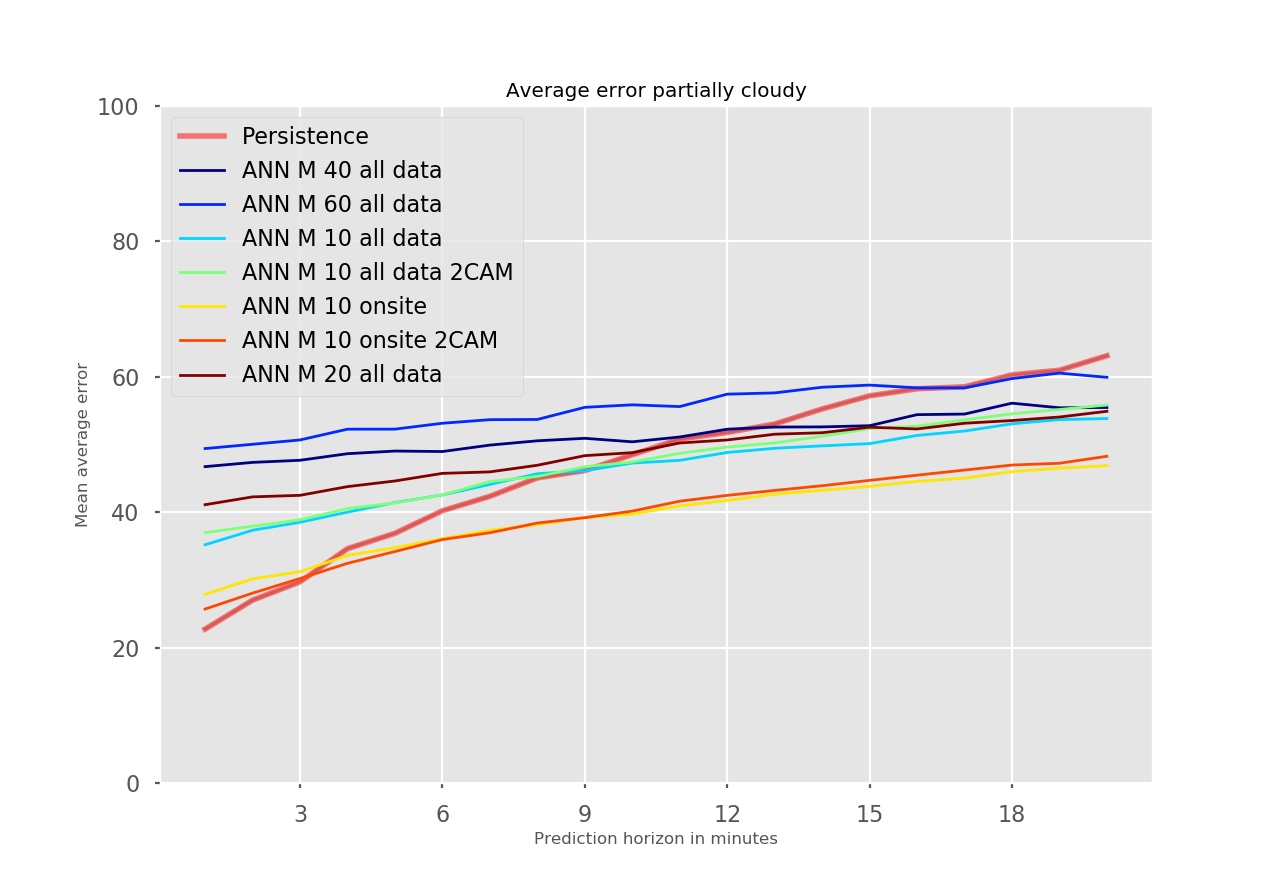 Average error partially cloudy
100
80
60
40
20
0
Mean average error
Persistence
ANN M 40 all data
ANN M 60 all data
ANN M 10 all data
ANN M 10 all data 2CAM
ANN M 10 onsite
ANN M 10 onsite 2CAM
ANN M 20 all data
3 6 9 12 15 18
Prediction horizon in minutes